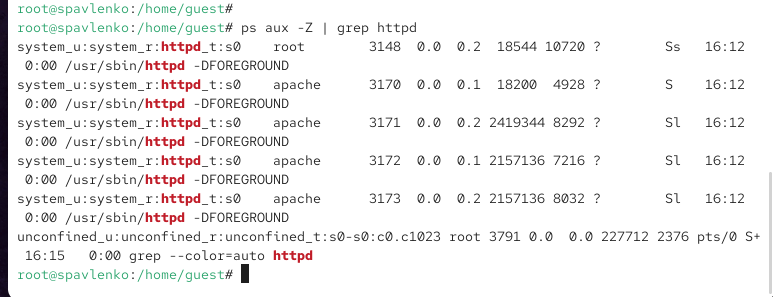 root@spavlenko:/home/guest#
root@spavlenko:/home/guest# ps aux -Z | grep httpd
system_u:system_r:httpd_t:s0    root        3148  0.0  0.2  18544 10720 ?        Ss   16:12
 0:00 /usr/sbin/httpd -DFOREGROUND
system_u:system_r:httpd_t:s0    apache      3170  0.0  0.1  18200  4928 ?        S    16:12
 0:00 /usr/sbin/httpd -DFOREGROUND
system_u:system_r:httpd_t:s0    apache      3171  0.0  0.2 2419344 8292 ?        Sl   16:12
 0:00 /usr/sbin/httpd -DFOREGROUND
system_u:system_r:httpd_t:s0    apache      3172  0.0  0.1 2157136 7216 ?        Sl   16:12
 0:00 /usr/sbin/httpd -DFOREGROUND
system_u:system_r:httpd_t:s0    apache      3173  0.0  0.2 2157136 8032 ?        Sl   16:12
 0:00 /usr/sbin/httpd -DFOREGROUND
unconfined_u:unconfined_r:unconfined_t:s0-s0:c0.c1023 root 3791 0.0  0.0 227712 2376 pts/0 S+
 16:15   0:00 grep --color=auto httpd
root@spavlenko:/home/guest#